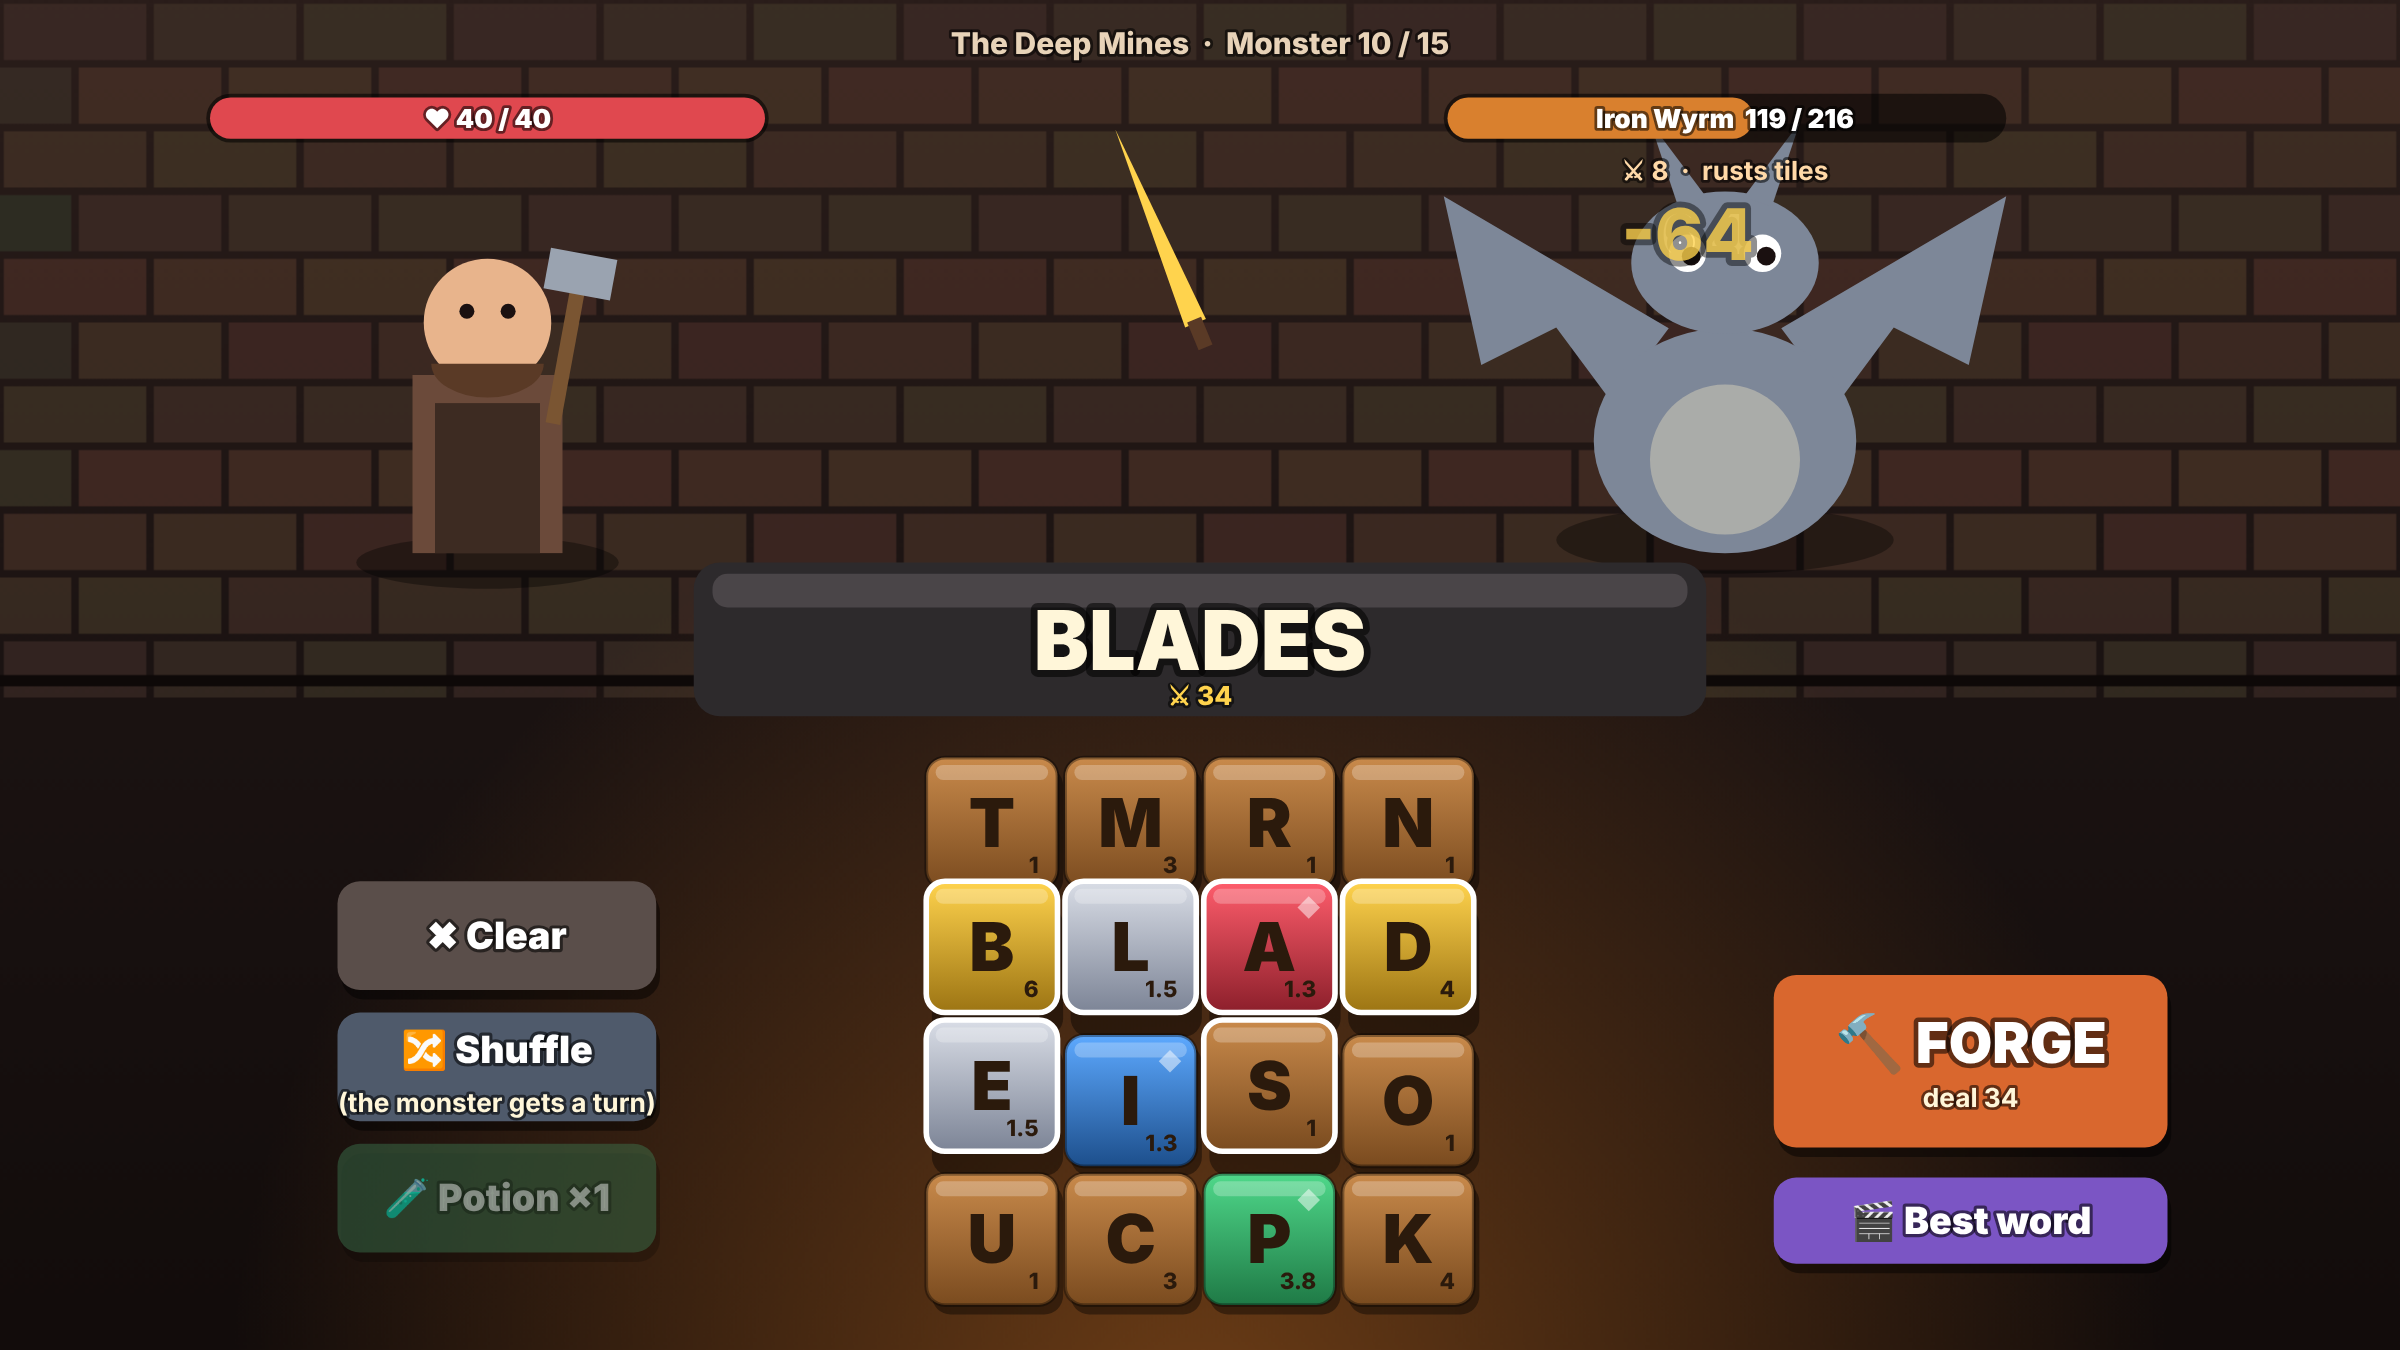 The Deep Mines · Monster 10 / 15
♥ 40 / 40
Iron Wyrm 119 / 216
⚔ 8 · rusts tiles
-64
BLADES
⚔ 34
T 1 M 3 R 1 N 1
B 6 L 1.5 A 1.3 D 4
E 1.5 I 1.3 S 1 O 1
U 1 C 3 P 3.8 K 4
✖ Clear
🔀 Shuffle
(the monster gets a turn)
🧪 Potion ×1
🔨 FORGE
deal 34
🎬 Best word